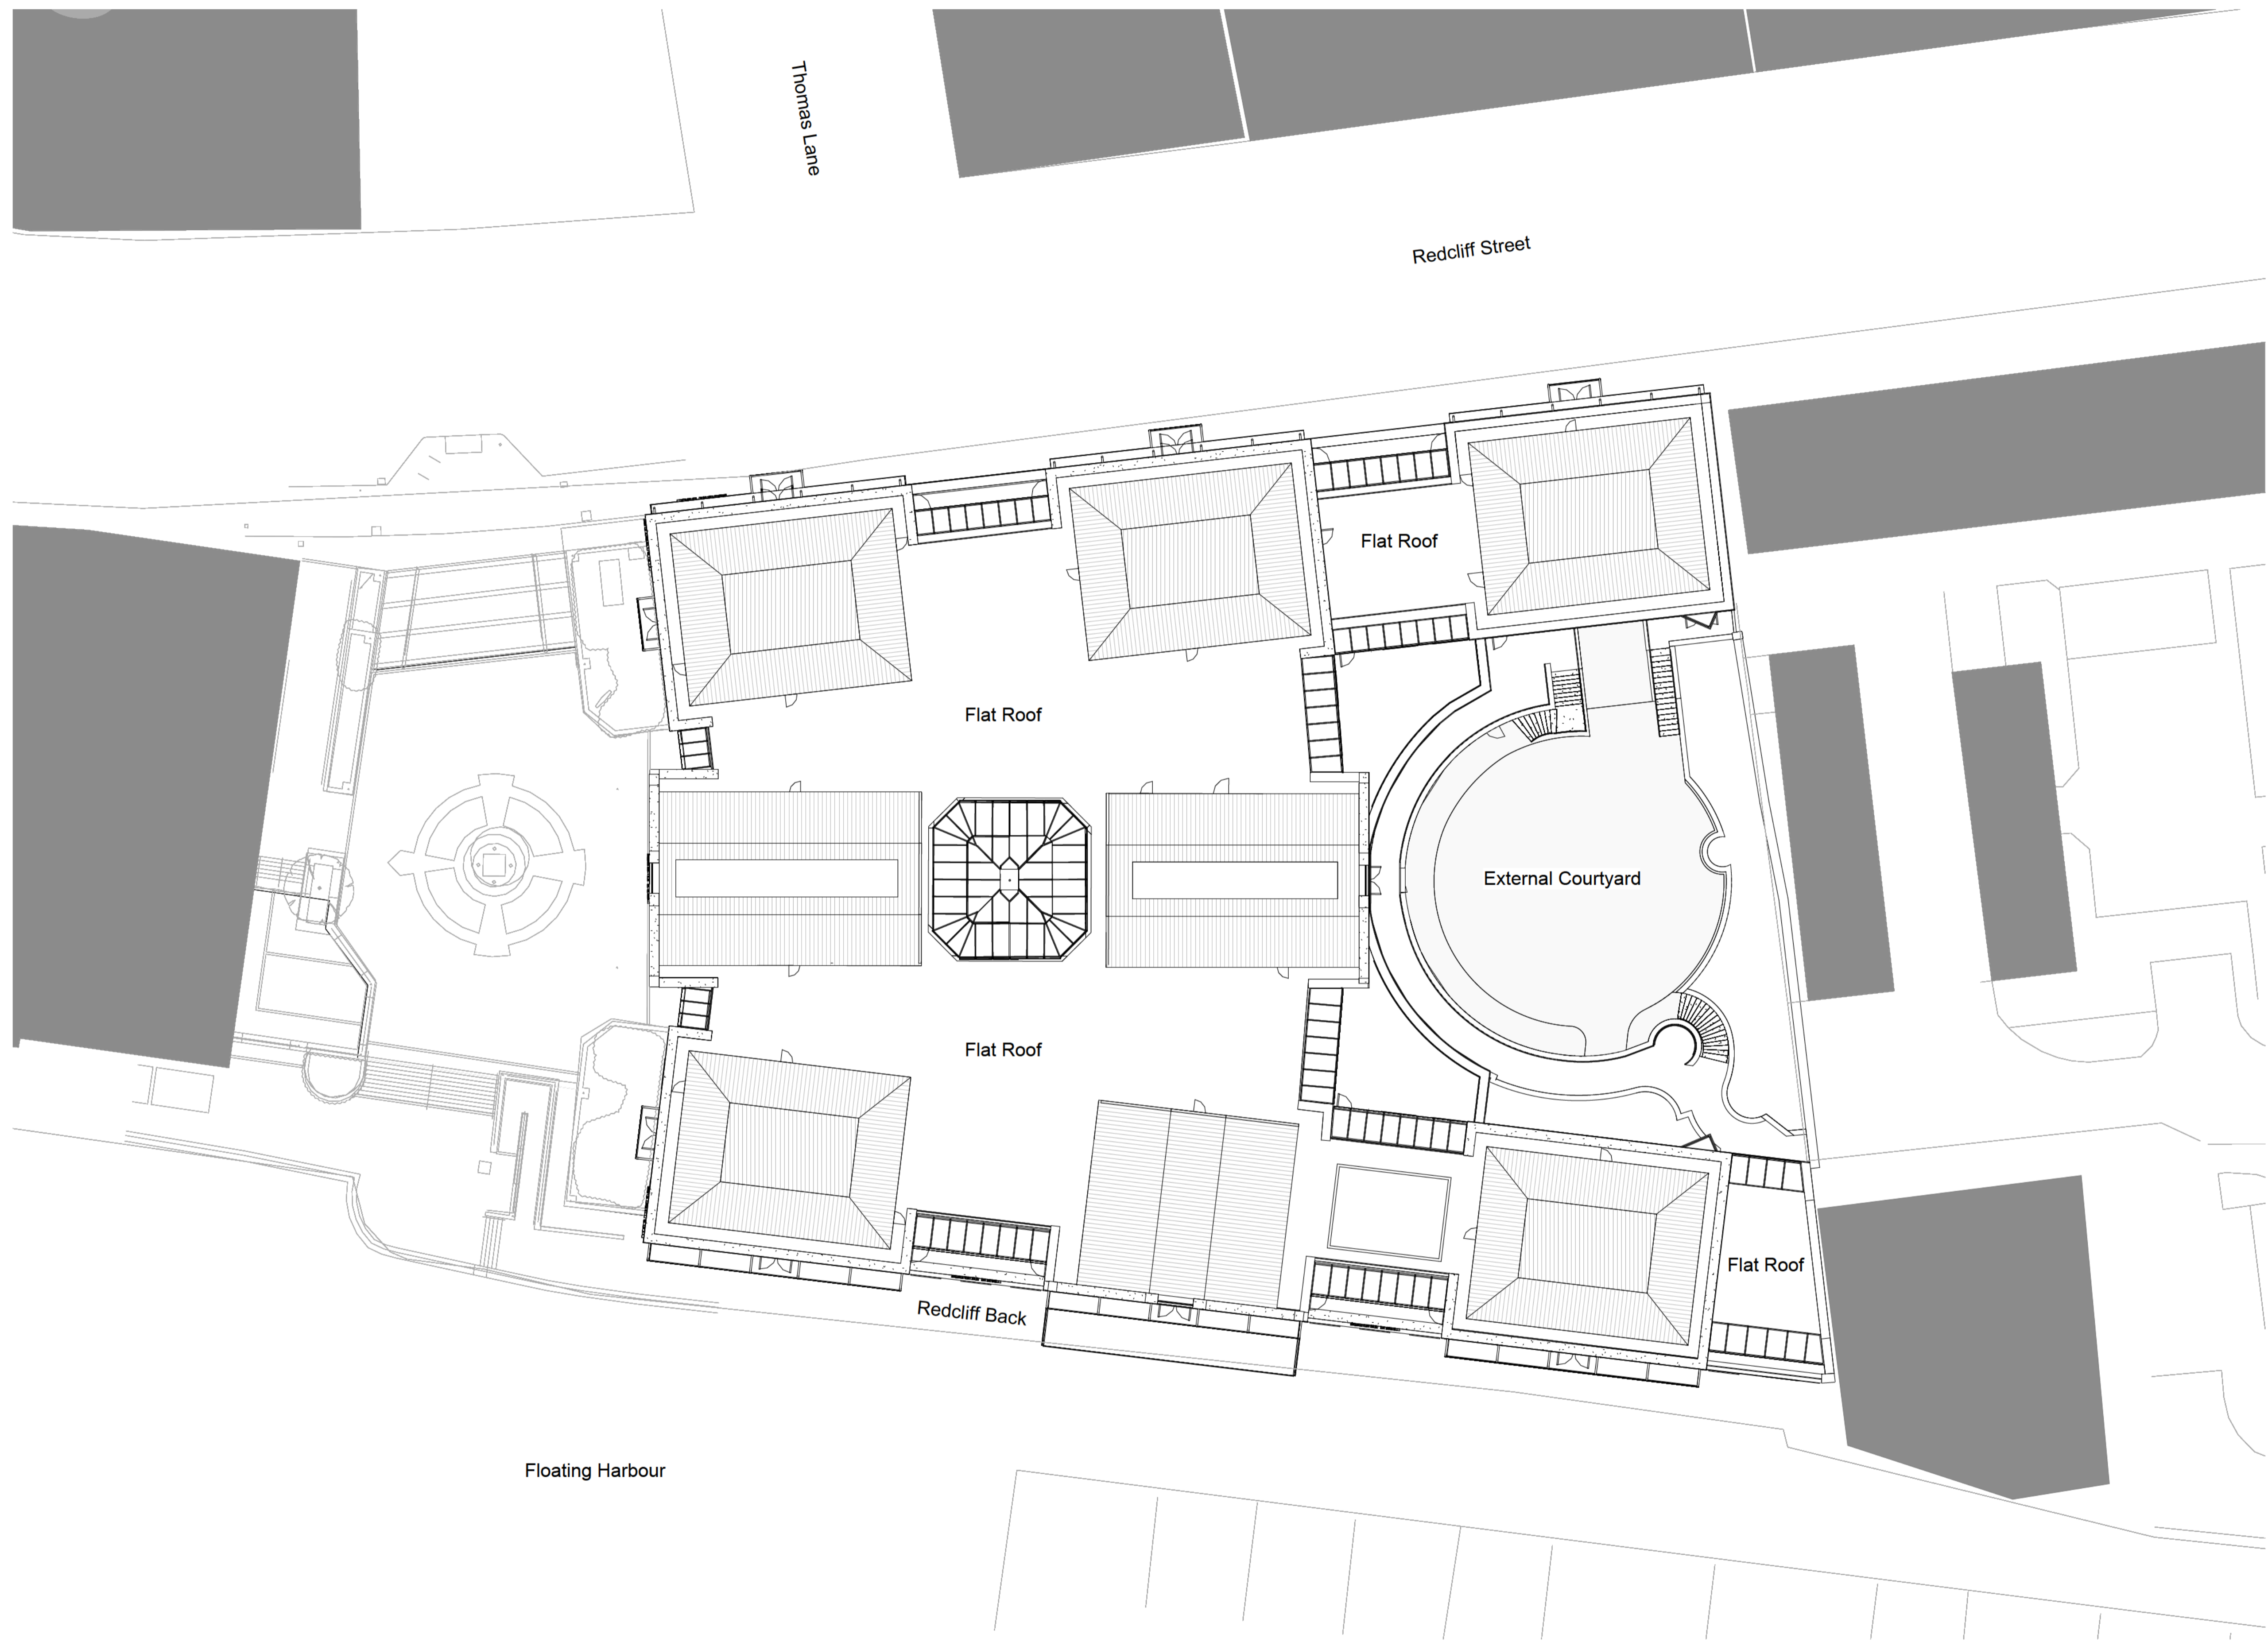 Thomas Lane
Redcliff Street
Flat Roof
Flat Roof
External Courtyard
Flat Roof
Flat Roof
Redcliff Back
Floating Harbour